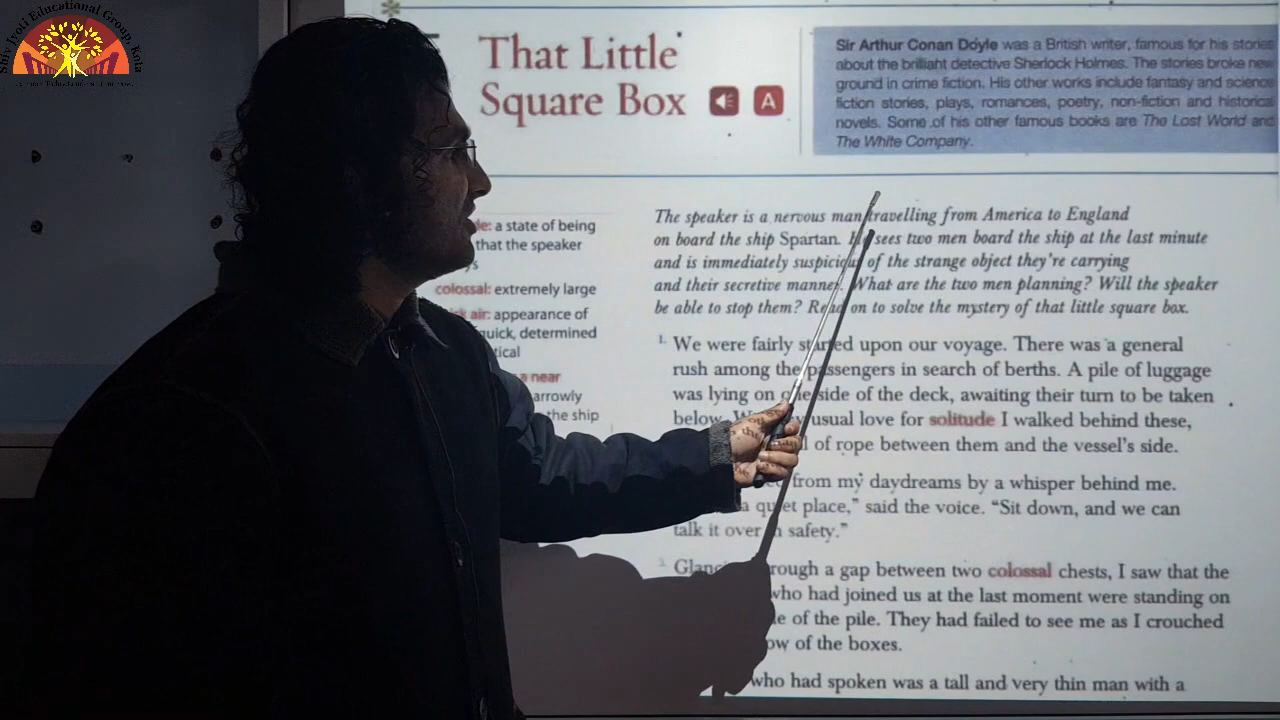 Shiv Jyoti Educational Group, Kota
That Little
Square Box
A
Sir Arthur Conan Doyle was a British writer, famous for his stories
about the brilliant detective Sherlock Holmes. The stories broke new
ground in crime fiction. His other works include fantasy and science
fiction stories, plays, romances, poetry, non-fiction and historical
novels. Some of his other famous books are The Lost World and
The White Company.
a state of being
that the speaker
colossal: extremely large
air: appearance of
quick, determined
a near
the ship
The speaker is a nervous man travelling from America to England
on board the ship Spartan. He sees two men board the ship at the last minute
and is immediately suspicious of the strange object they're carrying
and their secretive manner. What are the two men planning? Will the speaker
be able to stop them? Read on to solve the mystery of that little square box.
1. We were fairly started upon our voyage. There was a general
rush among the passengers in search of berths. A pile of luggage
was lying on one side of the deck, awaiting their turn to be taken
below. usual love for solitude I walked behind these,
of rope between them and the vessel's side.
from my daydreams by a whisper behind me.
a quiet place," said the voice. "Sit down, and we can
talk it over in safety."
3. through a gap between two colossal chests, I saw that the
who had joined us at the last moment were standing on
of the pile. They had failed to see me as I crouched
of the boxes.
who had spoken was a tall and very thin man with a